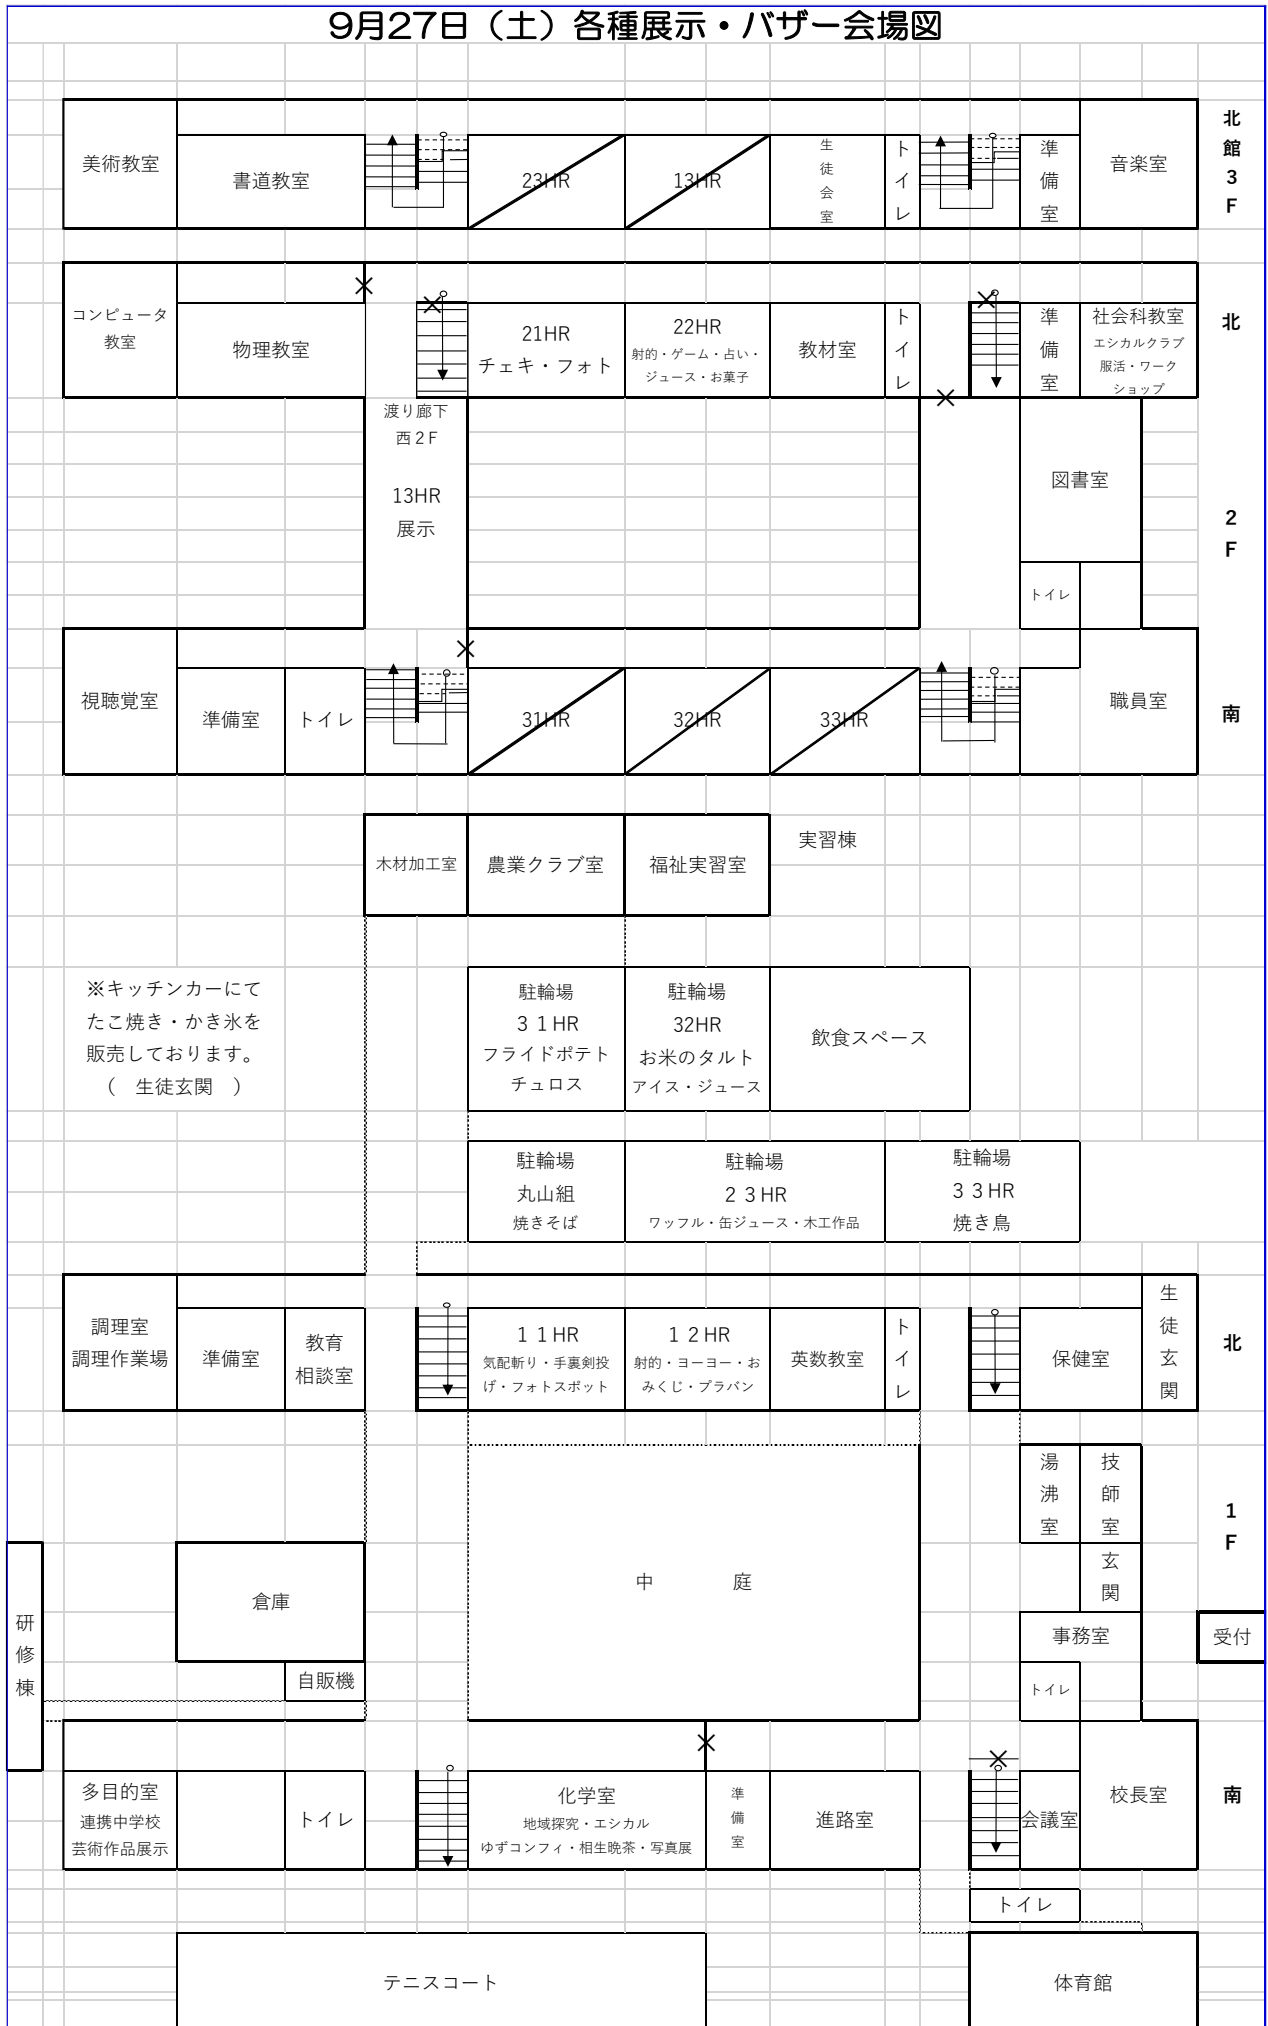 9月27日（土）各種展示・バザー会場図
北館3F
美術教室
書道教室
23HR
13HR
生徒会室
トイレ
準備室
音楽室
北
コンピュータ
教室
物理教室
21HR
チェキ・フォト
22HR
射的・ゲーム・占い・
ジュース・お菓子
教材室
トイレ
準備室
社会科教室
エシカルクラブ
服活・ワーク
ショップ
渡り廊下
西２F
13HR
展示
図書室
トイレ
2F
視聴覚室
準備室
トイレ
31HR
32HR
33HR
職員室
南
木材加工室
農業クラブ室
福祉実習室
実習棟
※キッチンカーにて
たこ焼き・かき氷を
販売しております。
（　生徒玄関　）
駐輪場
３１HR
フライドポテト
チュロス
駐輪場
32HR
お米のタルト
アイス・ジュース
飲食スペース
駐輪場
丸山組
焼きそば
駐輪場
２３HR
ワッフル・缶ジュース・木工作品
駐輪場
３３HR
焼き鳥
調理室
調理作業場
準備室
教育
相談室
１１HR
気配斬り・手裏剣投
げ・フォトスポット
１２HR
射的・ヨーヨー・お
みくじ・プラバン
英数教室
トイレ
保健室
生徒玄関
北
湯沸室
技師室
玄関
1F
中　　庭
倉庫
自販機
研修棟
事務室
トイレ
受付
多目的室
連携中学校
芸術作品展示
トイレ
化学室
地域探究・エシカル
ゆずコンフィ・相生晩茶・写真展
準備室
進路室
会議室
校長室
南
トイレ
テニスコート
体育館